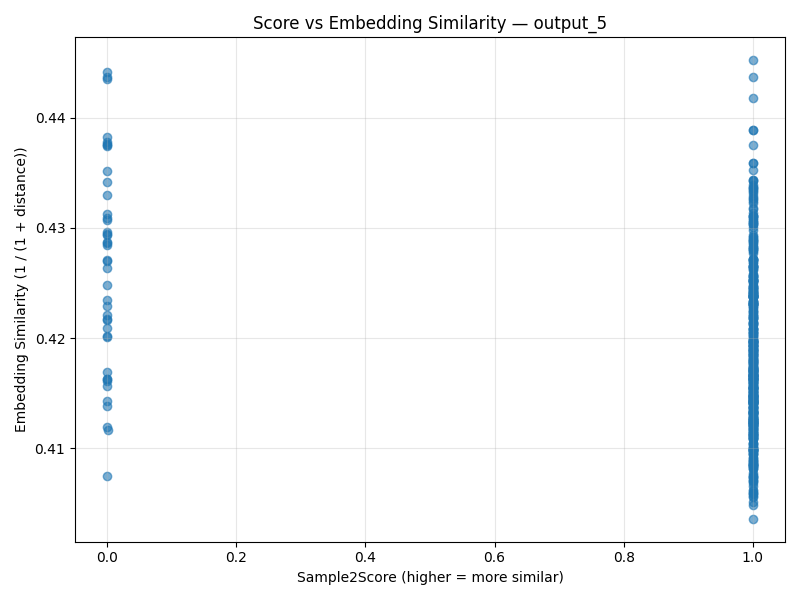 Score vs Embedding Similarity — output_5
Embedding Similarity (1 / (1 + distance))
0.44
0.43
0.42
0.41
0.0 0.2 0.4 0.6 0.8 1.0
Sample2Score (higher = more similar)